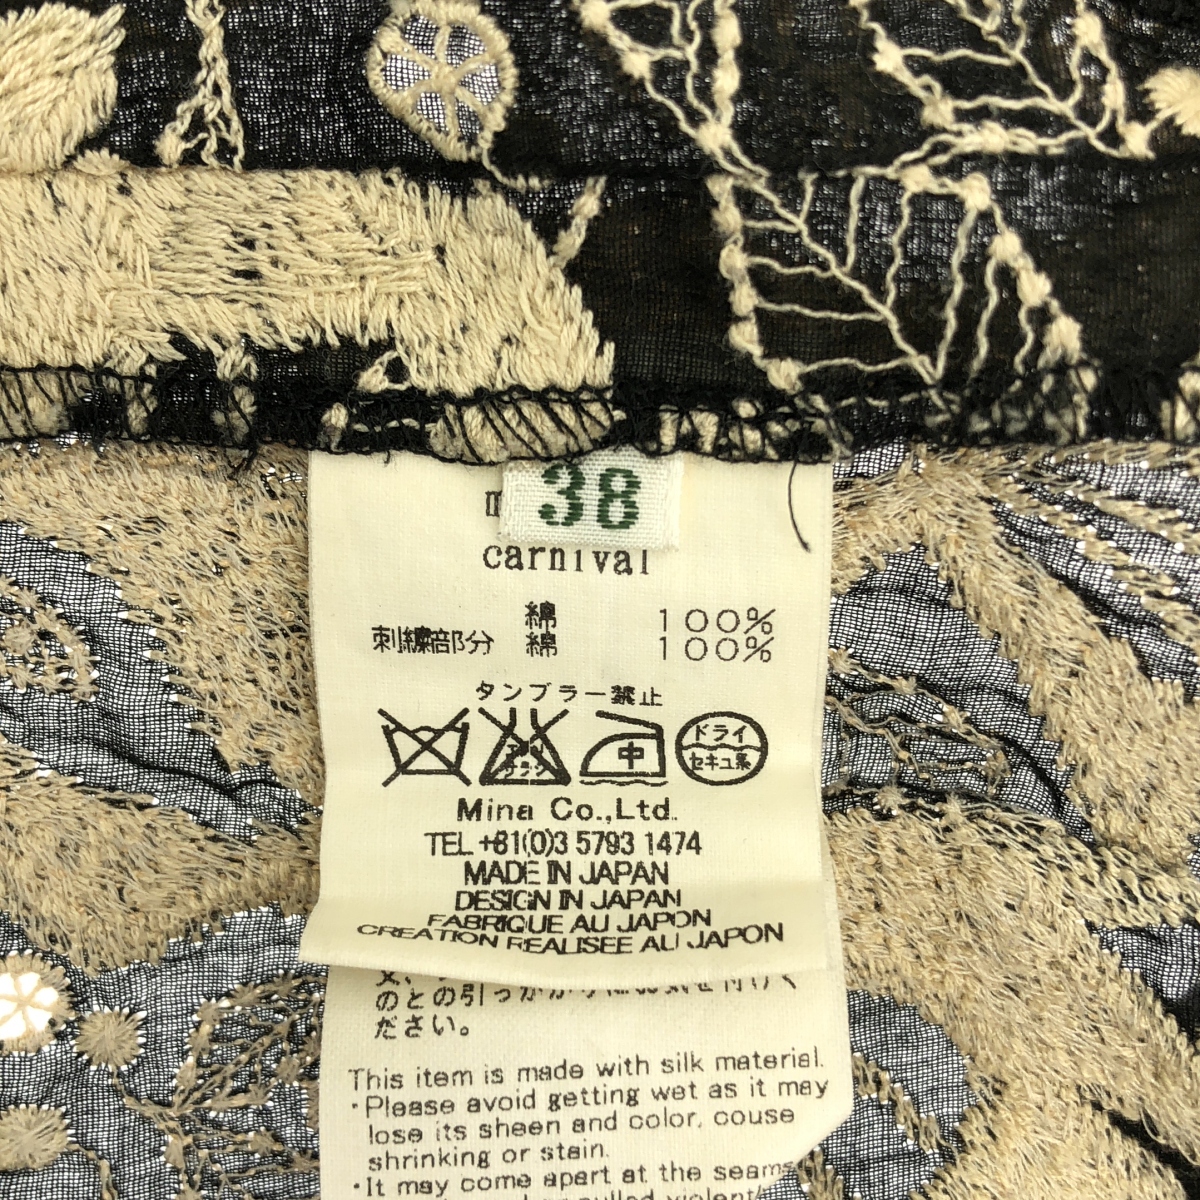 38
carnival
綿 100%
刺繍部分 綿 100%
タンブラー禁止
中
ドライ
セキユ系
Mina Co.,Ltd.
TEL +81(0)3 5793 1474
MADE IN JAPAN
DESIGN IN JAPAN
FABRIQUE AU JAPON
CREATION REALISEE AU JAPON
ださい。
This item is made with silk material.
・Please avoid getting wet as it may
lose its sheen and color, couse
shrinking or stain.
・It may come apart at the seams